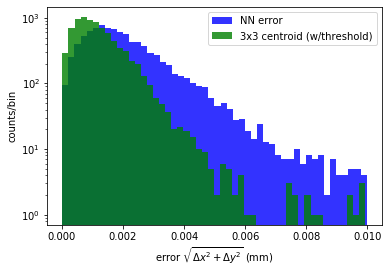 NN error
3x3 centroid (w/threshold)
10³
10²
10¹
10⁰
counts/bin
0.000 0.002 0.004 0.006 0.008 0.010
error √Δx² + Δy² (mm)